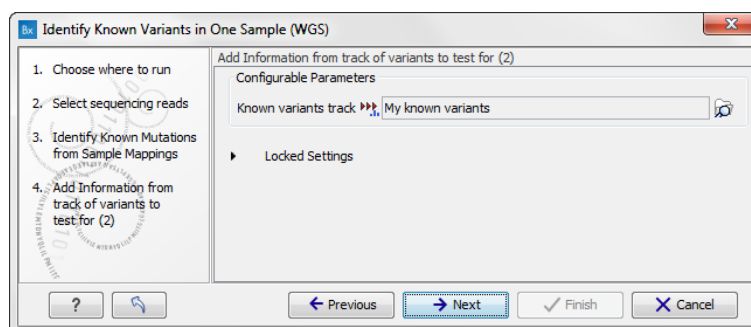 Bx Identify Known Variants in One Sample (WGS)
X
1. Choose where to run
2. Select sequencing reads
3. Identify Known Mutations
from Sample Mappings
4. Add Information from
track of variants to
test for (2)
Add Information from track of variants to test for (2)
Configurable Parameters
Known variants track My known variants
Locked Settings
? Previous Next Finish Cancel